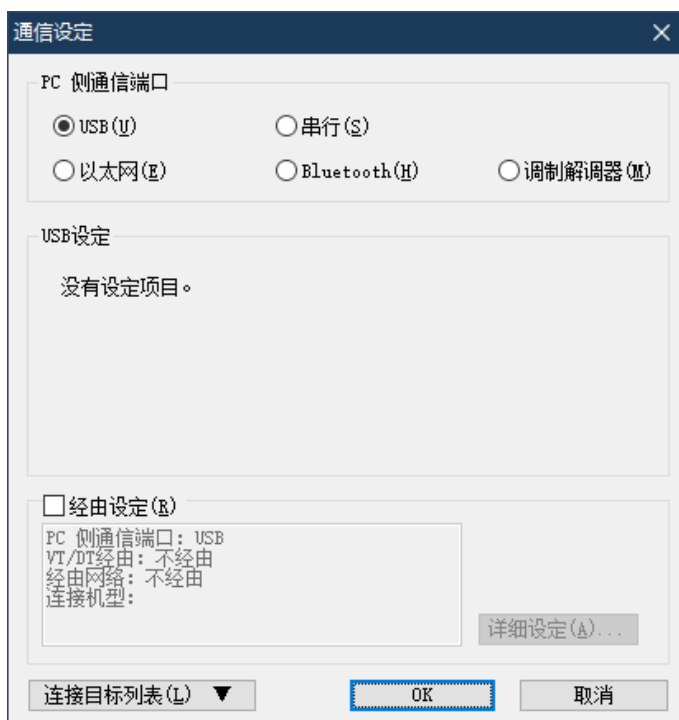 通信设定
PC 侧通信端口
USB(U) 串行(S)
以太网(E) Bluetooth(H) 调制解调器(M)
USB设定
没有设定项目。
经由设定(R)
PC 侧通信端口: USB
VT/DT经由: 不经由
经由网络: 不经由
连接机型:
详细设定(A)...
连接目标列表(L) ▼ OK 取消